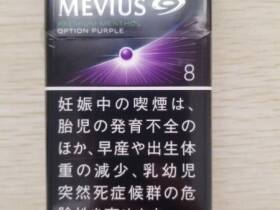 MEVIUS
PREMIUM MENTHOL
OPTION PURPLE
8
妊娠中の喫煙は、
胎児の発育不全の
ほか、早産や出生体
重の減少、乳幼児
突然死症候群の危